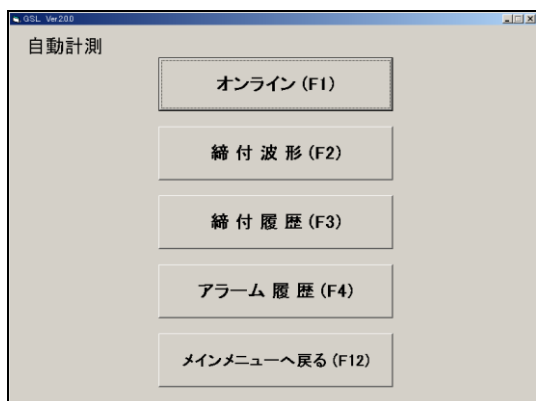 GSL Ver.2.0.0
自動計測
オンライン (F1)
締 付 波 形 (F2)
締 付 履 歴 (F3)
アラーム 履 歴 (F4)
メインメニューへ戻る (F12)